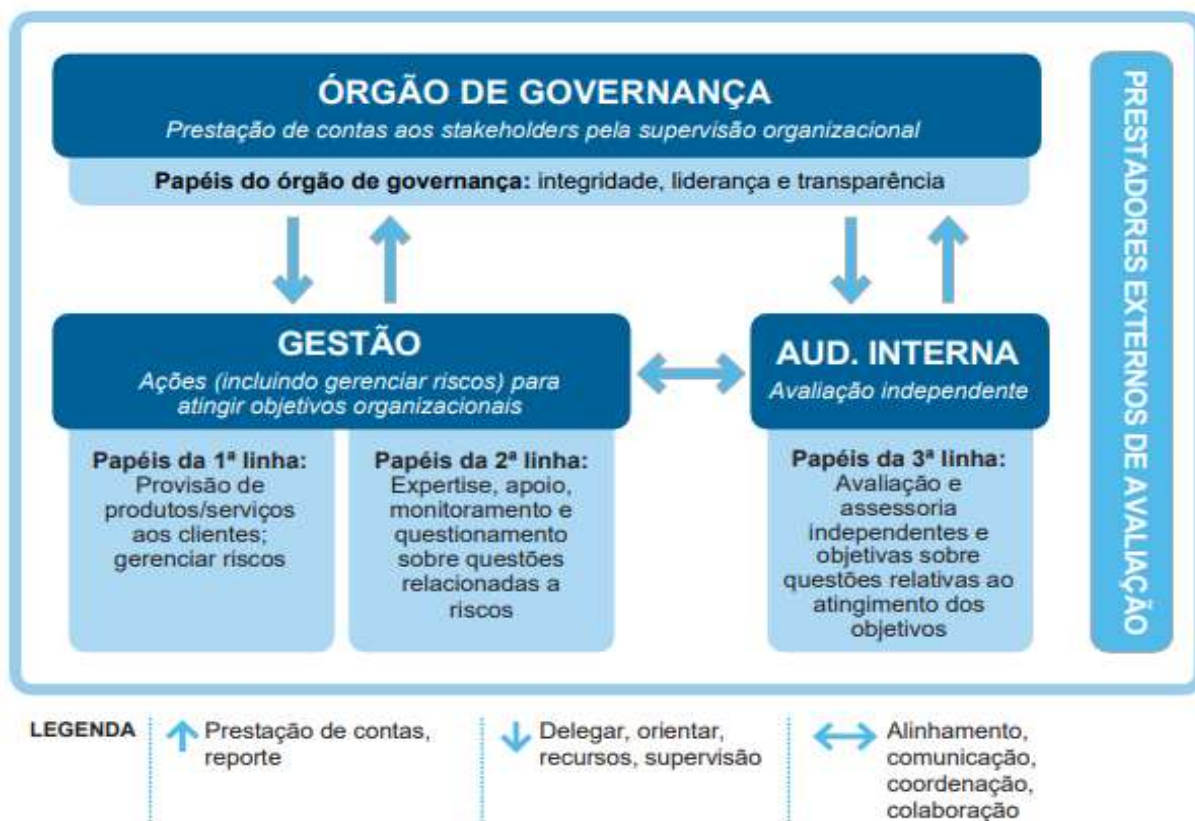 ÓRGÃO DE GOVERNANÇA
Prestação de contas aos stakeholders pela supervisão organizacional
Papéis do órgão de governança: integridade, liderança e transparência
GESTÃO
Ações (incluindo gerenciar riscos) para
atingir objetivos organizacionais
Papéis da 1ª linha:
Provisão de
produtos/serviços
aos clientes;
gerenciar riscos
Papéis da 2ª linha:
Expertise, apoio,
monitoramento e
questionamento
sobre questões
relacionadas a
riscos
AUD. INTERNA
Avaliação independente
Papéis da 3ª linha:
Avaliação e
assessoria
independentes e
objetivas sobre
questões relativas ao
atingimento dos
objetivos
PRESTADORES EXTERNOS DE AVALIAÇÃO
LEGENDA
Prestação de contas,
reporte
Delegar, orientar,
recursos, supervisão
Alinhamento,
comunicação,
coordenação,
colaboração